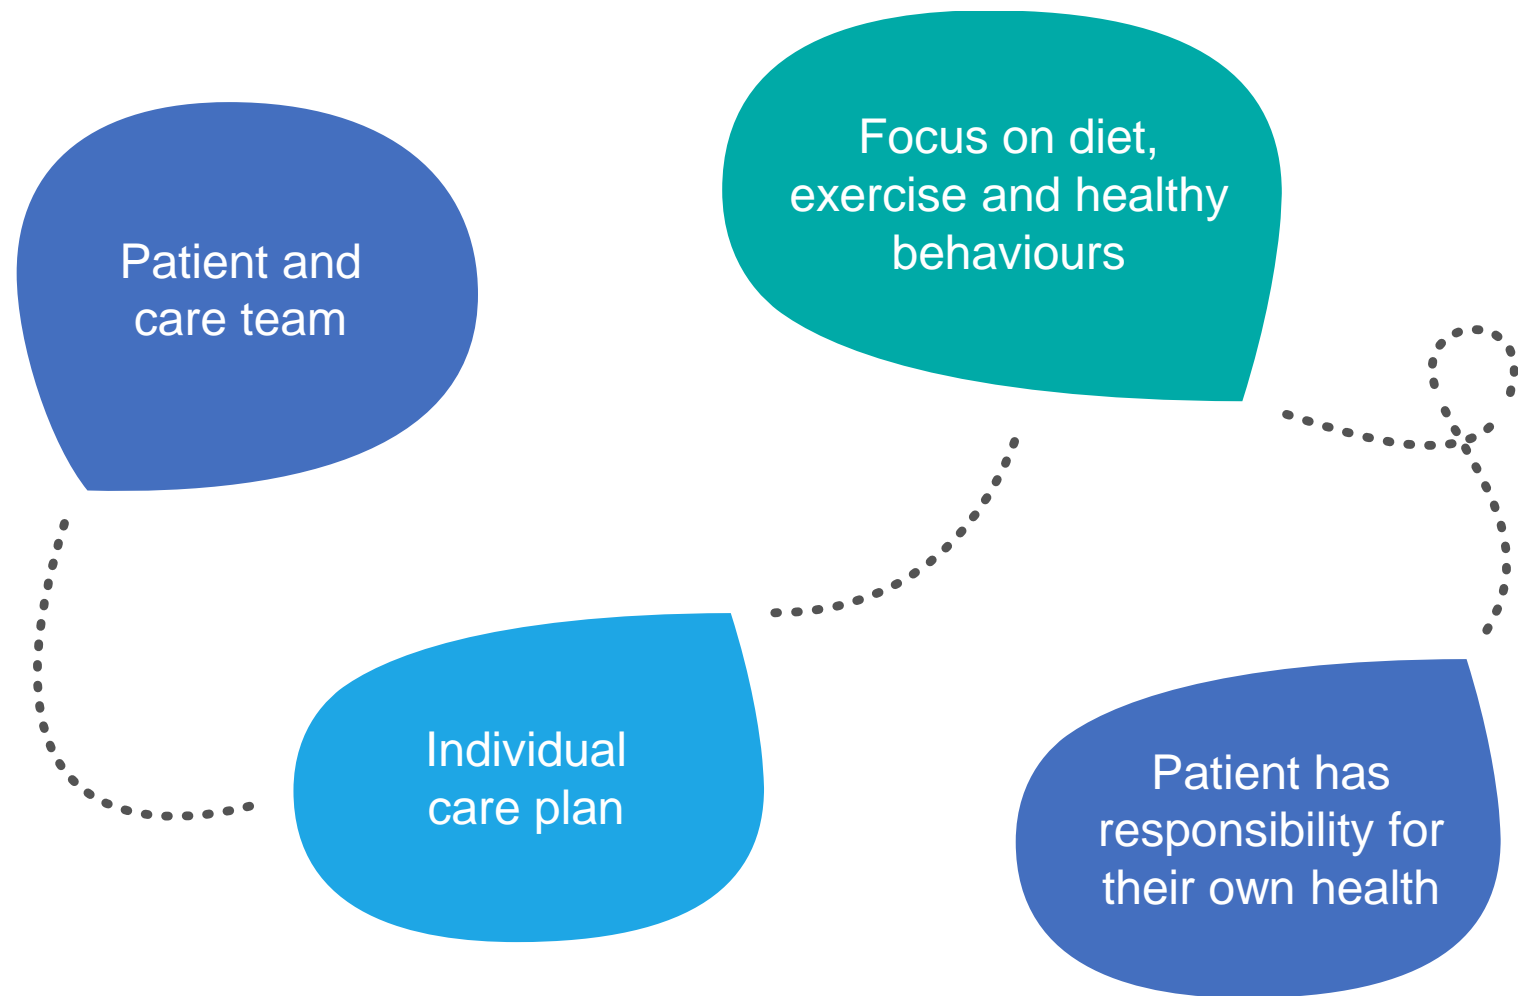 Patient and
care team
Individual
care plan
Focus on diet,
exercise and healthy
behaviours
Patient has
responsibility for
their own health